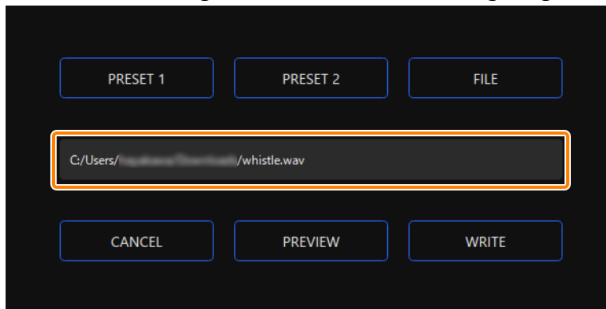 PRESET 1 PRESET 2 FILE
C:/Users/ /whistle.wav
CANCEL PREVIEW WRITE